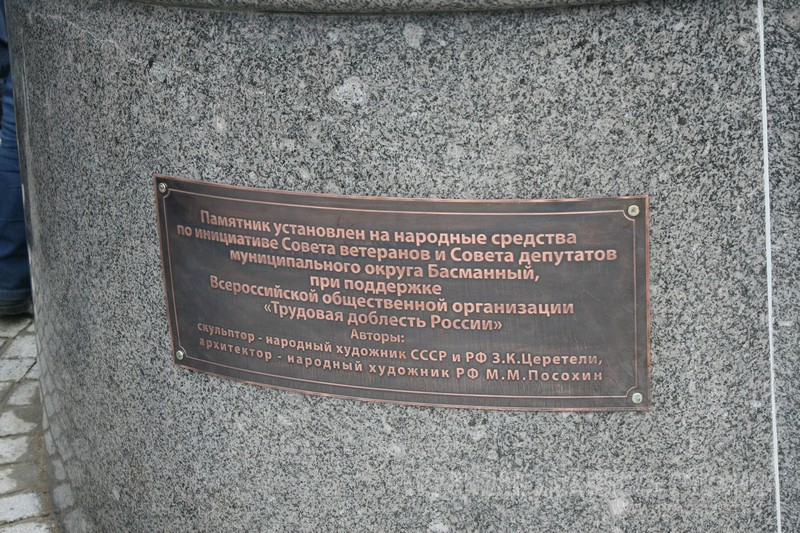 Памятник установлен на народные средства
по инициативе Совета ветеранов и Совета депутатов
муниципального округа Басманный,
при поддержке
Всероссийской общественной организации
«Трудовая доблесть России»
Авторы:
скульптор - народный художник СССР и РФ З.К.Церетели,
архитектор - народный художник РФ М.М.Посохин